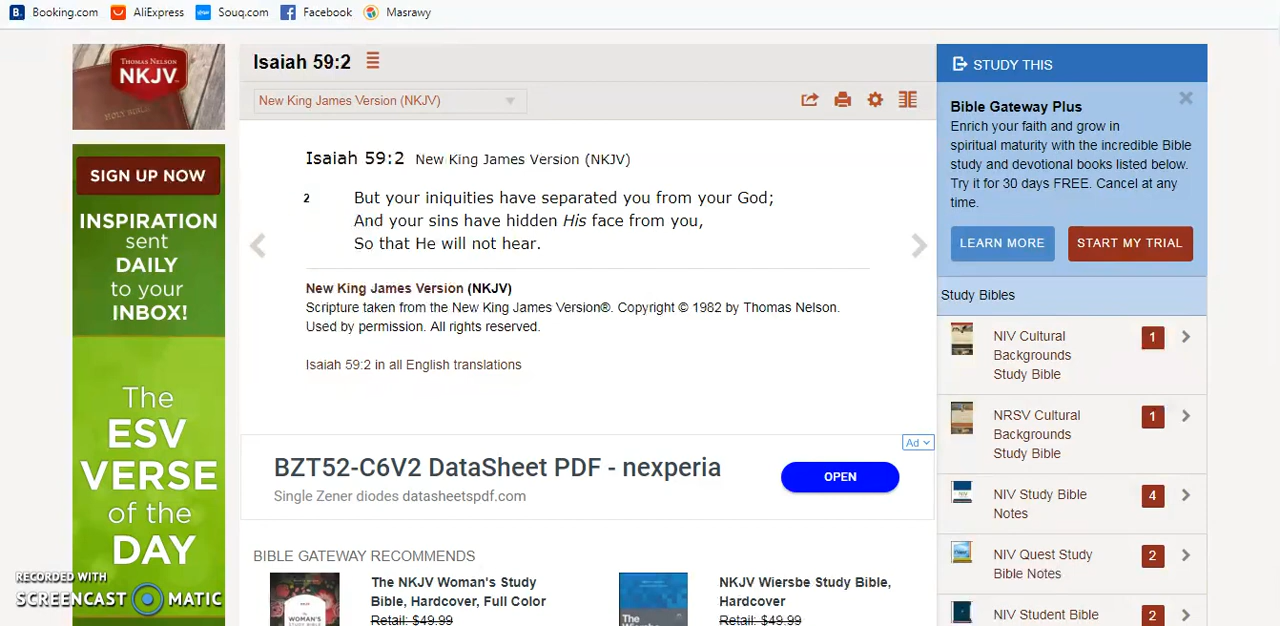 Booking.com AliExpress Souq.com Facebook Masrawy
THOMAS NELSON
NKJV
HOLY BIBLE
SIGN UP NOW
INSPIRATION
sent
DAILY
to your
INBOX!
The
ESV
VERSE
of the
DAY
RECORDED WITH
SCREENCAST MATIC
Isaiah 59:2
New King James Version (NKJV)
Isaiah 59:2 New King James Version (NKJV)
2 But your iniquities have separated you from your God;
And your sins have hidden His face from you,
So that He will not hear.
New King James Version (NKJV)
Scripture taken from the New King James Version®. Copyright © 1982 by Thomas Nelson.
Used by permission. All rights reserved.
Isaiah 59:2 in all English translations
Ad
BZT52-C6V2 DataSheet PDF - nexperia
Single Zener diodes datasheetspdf.com
OPEN
BIBLE GATEWAY RECOMMENDS
The NKJV Woman's Study
Bible, Hardcover, Full Color
Retail: $49.99
NKJV Wiersbe Study Bible,
Hardcover
Retail: $99.99
The
STUDY THIS
Bible Gateway Plus
Enrich your faith and grow in
spiritual maturity with the incredible Bible
study and devotional books listed below.
Try it for 30 days FREE. Cancel at any
time.
LEARN MORE START MY TRIAL
Study Bibles
NIV Cultural
Backgrounds
Study Bible
1
NRSV Cultural
Backgrounds
Study Bible
1
NIV Study Bible
Notes
4
NIV Quest Study
Bible Notes
2
NIV Student Bible
2